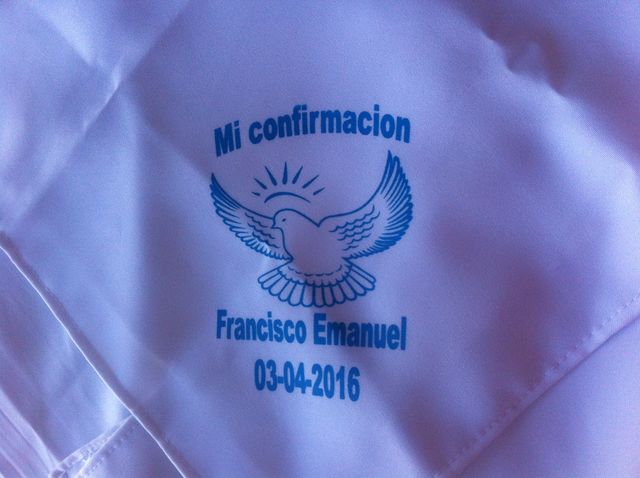 Mi confirmacion
Francisco Emanuel
03-04-2016